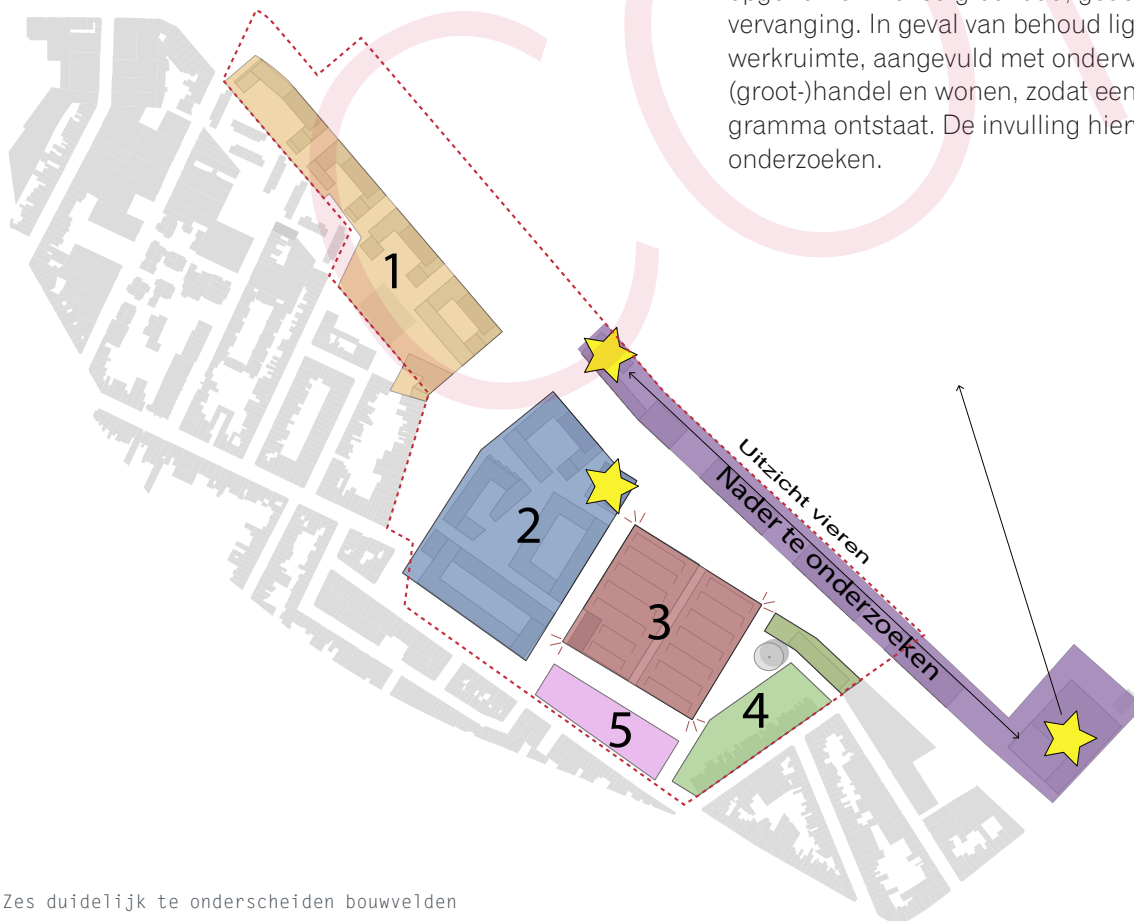 vervanging. In geval van behoud lig
werkruimte, aangevuld met onderw
(groot-)handel en wonen, zodat een
gramma ontstaat. De invulling hier
onderzoeken.
1
2
3
4
5
Uitzicht vieren
Nader te onderzoeken
Zes duidelijk te onderscheiden bouwvelden